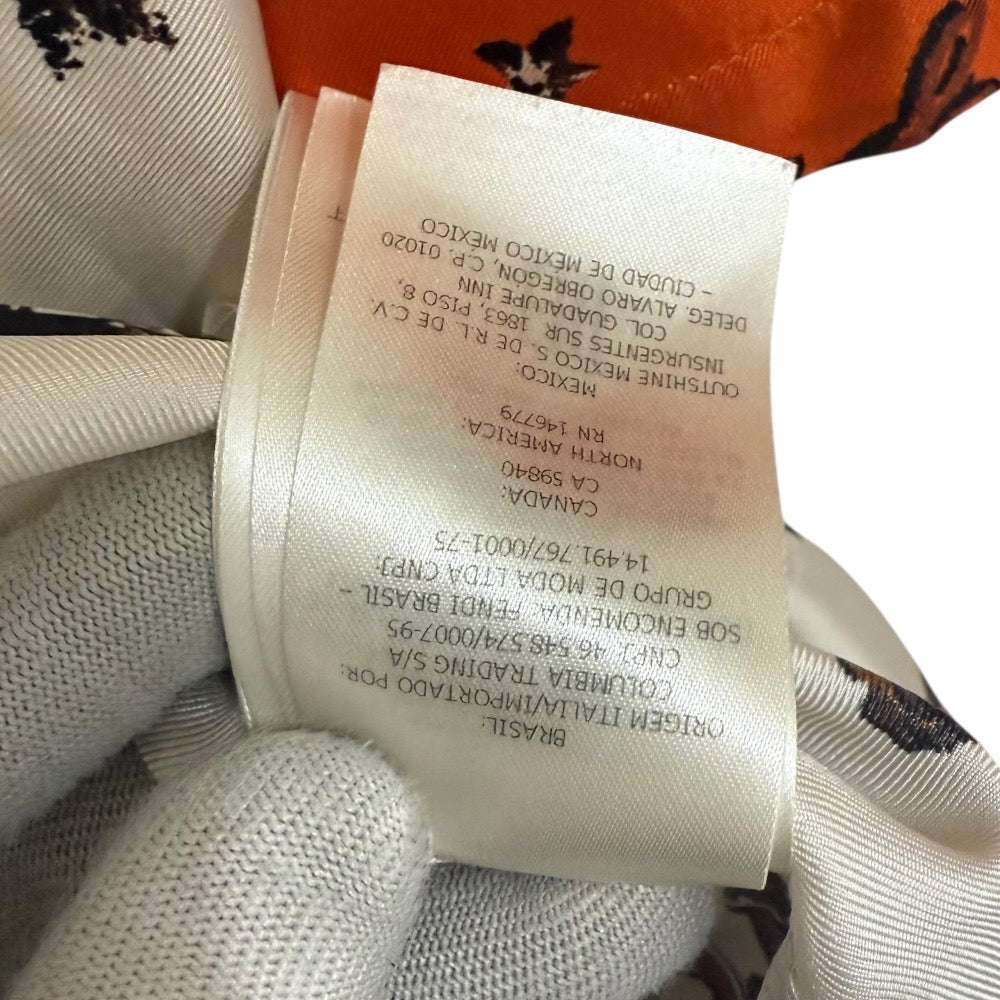 BRASIL:
ORIGEM ITALIA/IMPORTADO POR:
COLUMBIA TRADING S/A
CNPJ. 46.548.574/0007-95
SOB ENCOMENDA: FENDI BRASIL –
GRUPO DE MODA LTDA CNPJ.
14.491.767/0001-75
CANADA:
CA 59840
NORTH AMERICA:
RN 146779
MEXICO:
OUTSHINE MEXICO S. DE R.L. DE C.V.
INSURGENTES SUR 1863, PISO 8,
COL. GUADALUPE INN
DELEG. ALVARO OBREGON, C.P. 01020
– CIUDAD DE MEXICO MÉXICO